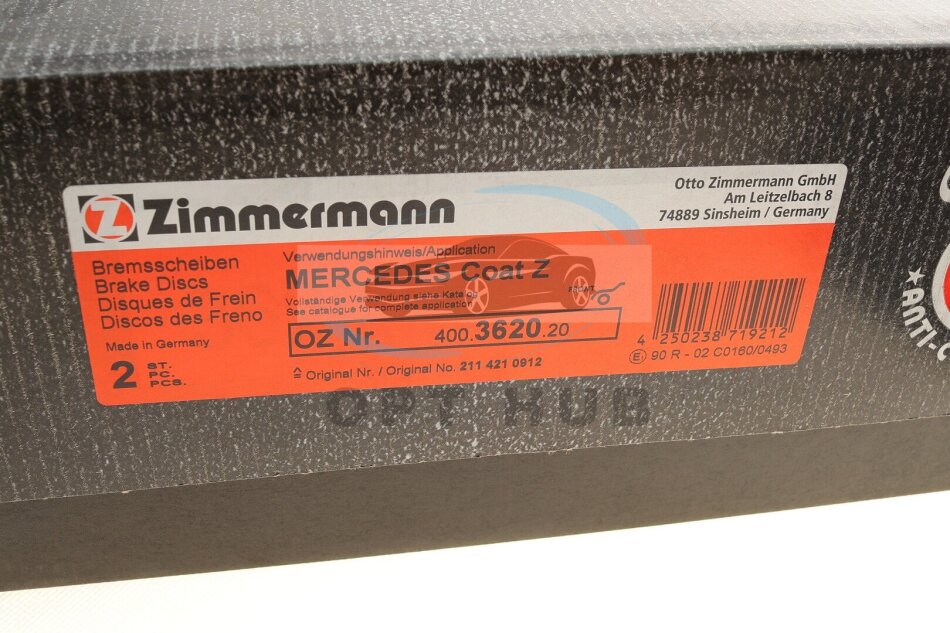 Z Zimmermann
Otto Zimmermann GmbH
Am Leitzelbach 8
74889 Sinsheim / Germany
Bremsscheiben
Brake Discs
Disques de Frein
Discos des Freno
Made in Germany
2 ST.
PC.
PCS.
Verwendungshinweis/Application
MERCEDES Coat Z
Vollständige Verwendung siehe Katalog
See catalogue for complete application
FRONT
OZ Nr. 400.3620.20
≙ Original Nr. / Original No. 211 421 0912
4 250238 719212
E 90 R - 02 C0160/0493
OPT HUB
ANTI-